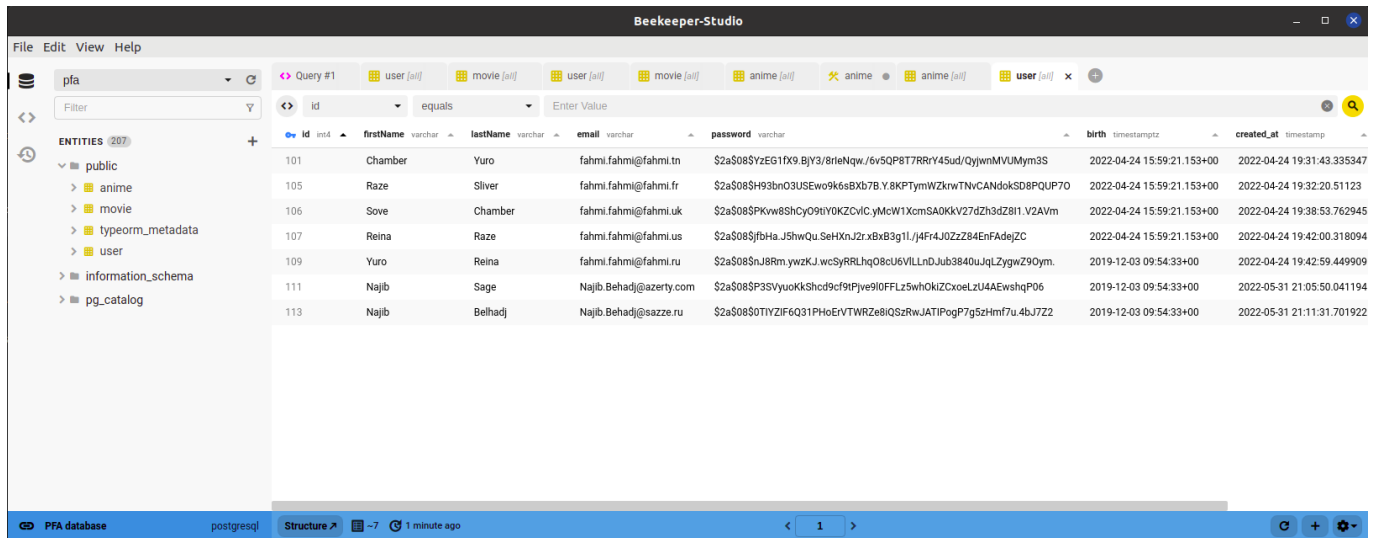 Beekeeper-Studio
File Edit View Help
pfa
Query #1 user [all] movie [all] user [all] movie [all] anime [all] anime anime [all] user [all] x
Filter
id equals Enter Value
ENTITIES 207 +
id int4 firstName varchar lastName varchar email varchar password varchar birth timestamptz created_at timestamp
public
anime
movie
typeorm_metadata
user
information_schema
pg_catalog
101 Chamber Yuro fahmi.fahmi@fahmi.tn $2a$08$YzEG1fX9.BjY3/8rIeNqw./6v5QP8T7RRrY45ud/QyjwnMVUMym3S 2022-04-24 15:59:21.153+00 2022-04-24 19:31:43.335347
105 Raze Sliver fahmi.fahmi@fahmi.fr $2a$08$H93bnO3USEwo9k6sBXb7B.Y.8KPTymWZkrwTNvCANdokSD8PQUP7O 2022-04-24 15:59:21.153+00 2022-04-24 19:32:20.51123
106 Sove Chamber fahmi.fahmi@fahmi.uk $2a$08$PKvw8ShCyO9tiY0KZCvlC.yMcW1XcmSA0KkV27dZh3dZ8I1.V2AVm 2022-04-24 15:59:21.153+00 2022-04-24 19:38:53.762945
107 Reina Raze fahmi.fahmi@fahmi.us $2a$08$jfbHa.J5hwQu.SeHXnJ2r.xBxB3g1l./j4Fr4J0ZzZ84EnFAdejZC 2022-04-24 15:59:21.153+00 2022-04-24 19:42:00.318094
109 Yuro Reina fahmi.fahmi@fahmi.ru $2a$08$nJ8Rm.ywzKJ.wcSyRRLhqO8cU6VlLLnDJub3840uJqLZygwZ9Oym. 2019-12-03 09:54:33+00 2022-04-24 19:42:59.449909
111 Najib Sage Najib.Behadj@azerty.com $2a$08$P3SVyuoKkShcd9cf9tPjve9l0FFLz5whOkiZCxoeLzU4AEwshqP06 2019-12-03 09:54:33+00 2022-05-31 21:05:50.041194
113 Najib Belhadj Najib.Behadj@sazze.ru $2a$08$0TIYZIF6Q31PHoErVTWRZe8iQSzRwJATIPogP7g5zHmf7u.4bJ7Z2 2019-12-03 09:54:33+00 2022-05-31 21:11:31.701922
PFA database postgresql Structure ~7 1 minute ago 1